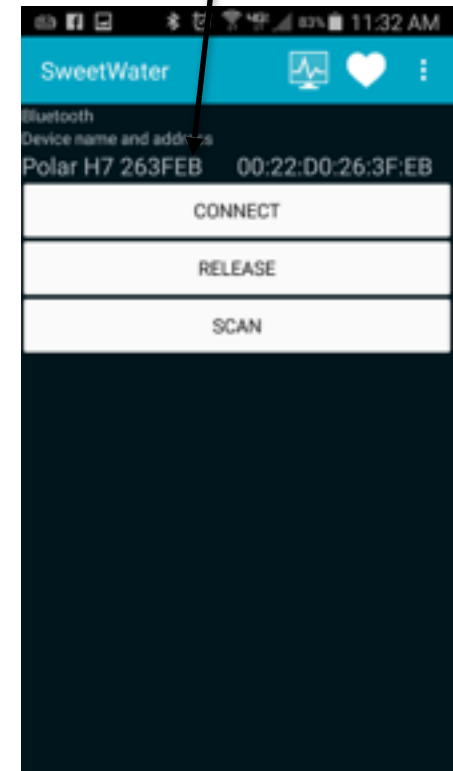 83% 11:32 AM
SweetWater
Bluetooth
Device name and address
Polar H7 263FEB 00:22:D0:26:3F:EB
CONNECT
RELEASE
SCAN